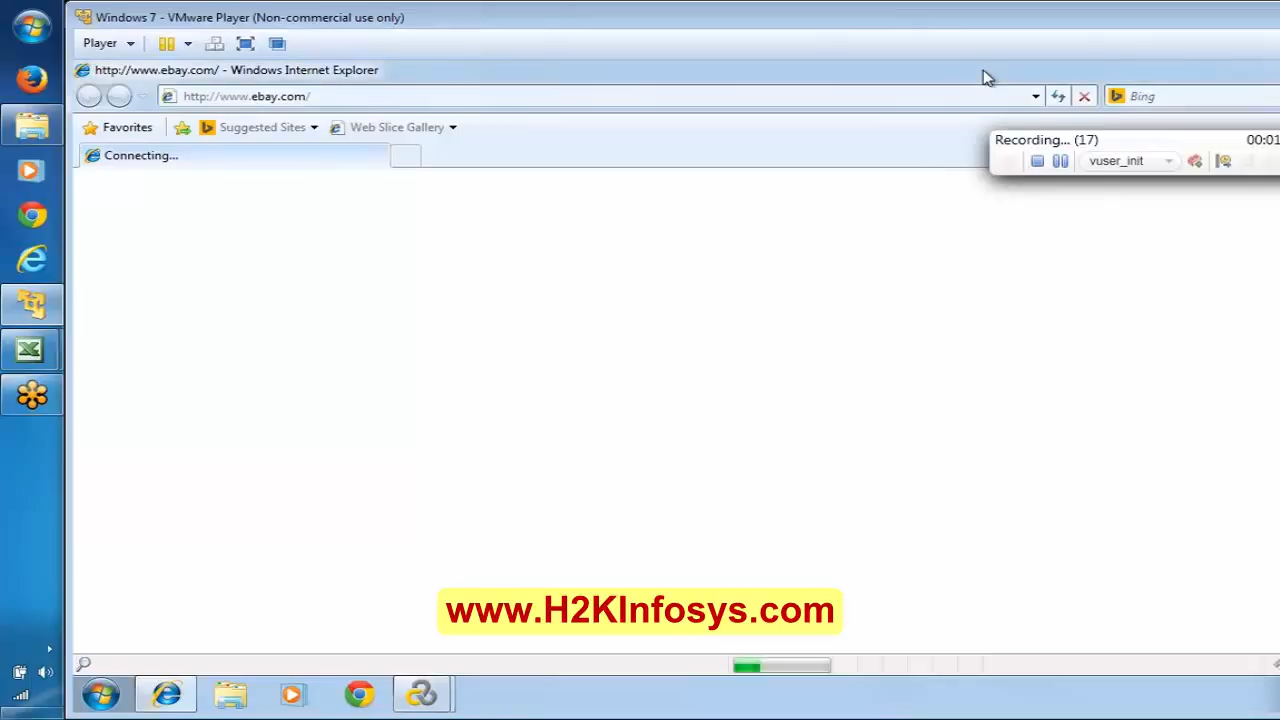 Windows 7 - VMware Player (Non-commercial use only)
Player
http://www.ebay.com/ - Windows Internet Explorer
http://www.ebay.com/
Bing
Favorites
Suggested Sites
Web Slice Gallery
Connecting...
Recording... (17)
00:01
vuser_init
www.H2KInfosys.com